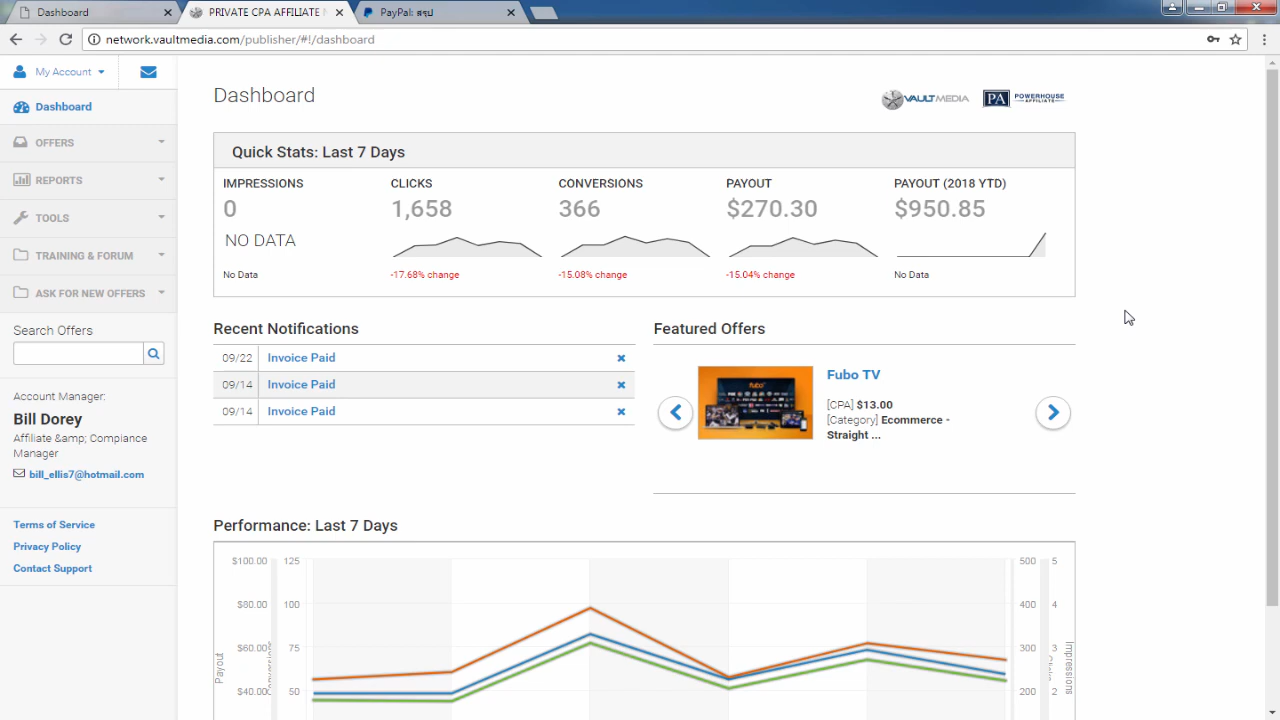 Dashboard
PRIVATE CPA AFFILIATE
PayPal: สรุป
network.vaultmedia.com/publisher/#!/dashboard
My Account
Dashboard
OFFERS
REPORTS
TOOLS
TRAINING & FORUM
ASK FOR NEW OFFERS
Search Offers
Account Manager:
Bill Dorey
Affiliate &amp; Compiance
Manager
bill_ellis7@hotmail.com
Terms of Service
Privacy Policy
Contact Support
Dashboard
VAULTMEDIA
PA POWERHOUSE
AFFILIATE
Quick Stats: Last 7 Days
IMPRESSIONS CLICKS CONVERSIONS PAYOUT PAYOUT (2018 YTD)
0 1,658 366 $270.30 $950.85
NO DATA
No Data -17.68% change -15.08% change -15.04% change No Data
Recent Notifications
09/22 Invoice Paid
09/14 Invoice Paid
09/14 Invoice Paid
Featured Offers
fubo
Fubo TV
[CPA] $13.00
[Category] Ecommerce -
Straight ...
Performance: Last 7 Days
$100.00 125 500 5
$80.00 100 400 4
$60.00 75 300 3
$40.00 50 200 2
Payout
Impressions